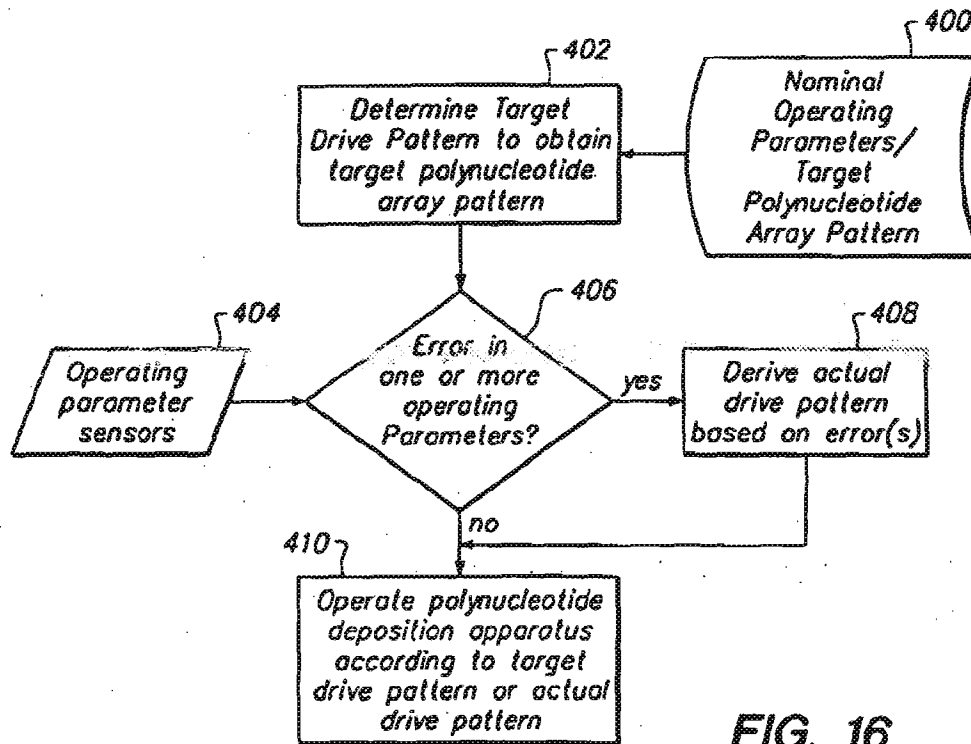 400
Nominal
Operating
Parameters/
Target
Polynucleotide
Array Pattern
402
Determine Target
Drive Pattern to obtain
target polynucleotide
array pattern
404
Operating
parameter
sensors
406
Error in
one or more
operating
Parameters?
yes
408
Derive actual
drive pattern
based on error(s)
no
410
Operate polynucleotide
deposition apparatus
according to target
drive pattern or actual
drive pattern
FIG. 16